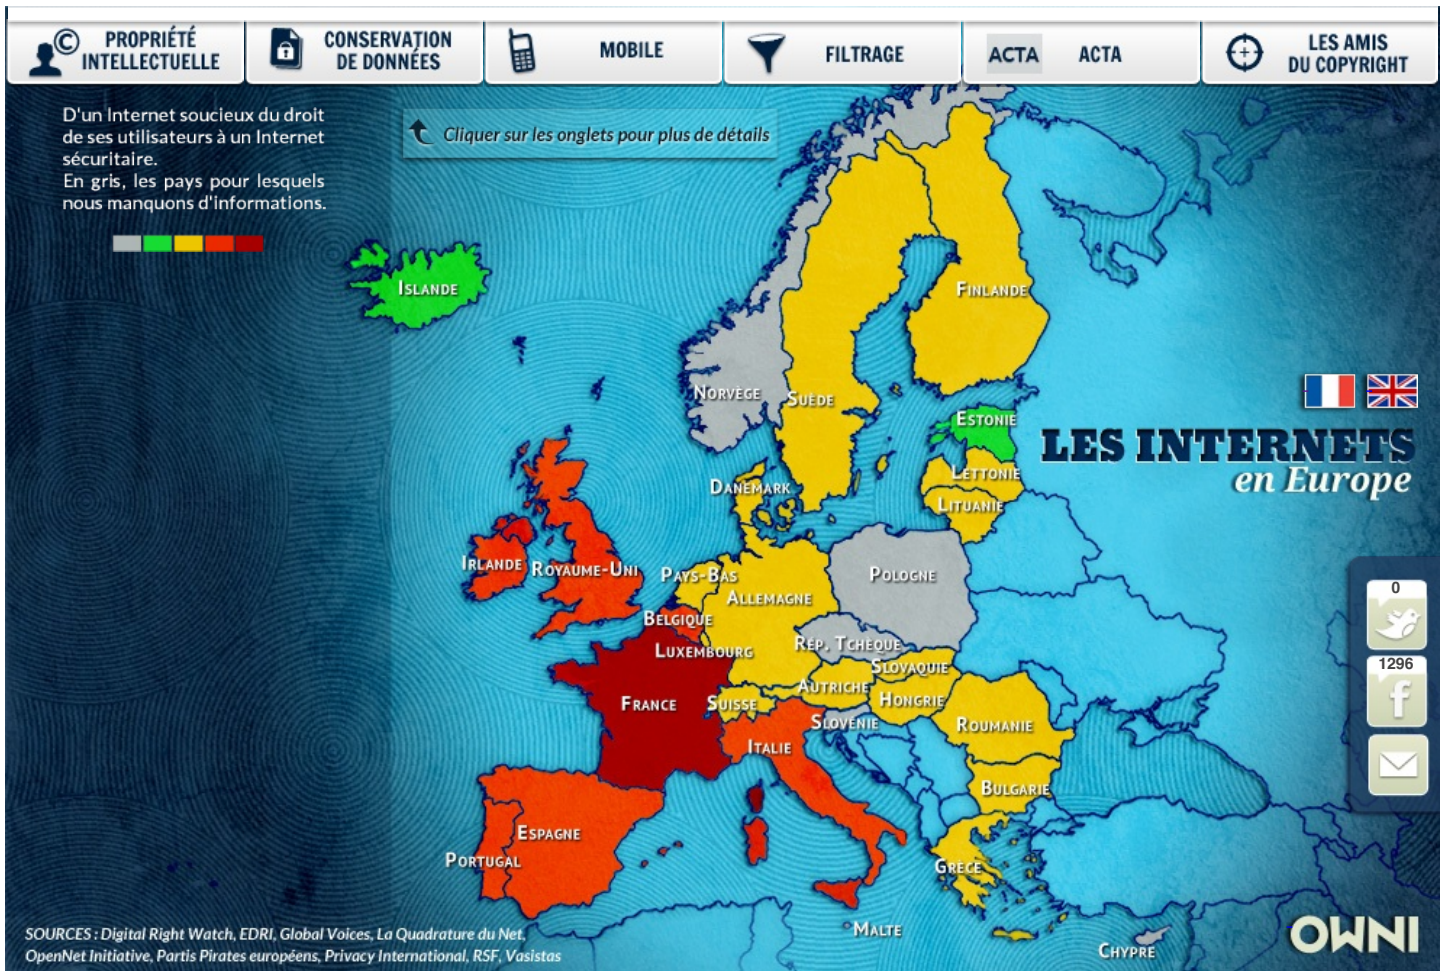 PROPRIÉTÉ
INTELLECTUELLE
CONSERVATION
DE DONNÉES
MOBILE
FILTRAGE
ACTA
ACTA
LES AMIS
DU COPYRIGHT
©
D'un Internet soucieux du droit
de ses utilisateurs à un Internet
sécuritaire.
En gris, les pays pour lesquels
nous manquons d'informations.
Cliquer sur les onglets pour plus de détails
ISLANDE
FINLANDE
NORVÈGE
SUÈDE
ESTONIE
LES INTERNETS
en Europe
LETTONIE
DANEMARK
LITUANIE
IRLANDE
ROYAUME-UNI
PAYS-BAS
POLOGNE
ALLEMAGNE
BELGIQUE
RÉP. TCHÈQUE
LUXEMBOURG
SLOVAQUIE
AUTRICHE
FRANCE
SUISSE
HONGRIE
SLOVÉNIE
ROUMANIE
ITALIE
BULGARIE
ESPAGNE
PORTUGAL
GRÈCE
MALTE
CHYPRE
0
1296
f
SOURCES : Digital Right Watch, EDRI, Global Voices, La Quadrature du Net,
OpenNet Initiative, Partis Pirates européens, Privacy International, RSF, Vasistas
OWNI